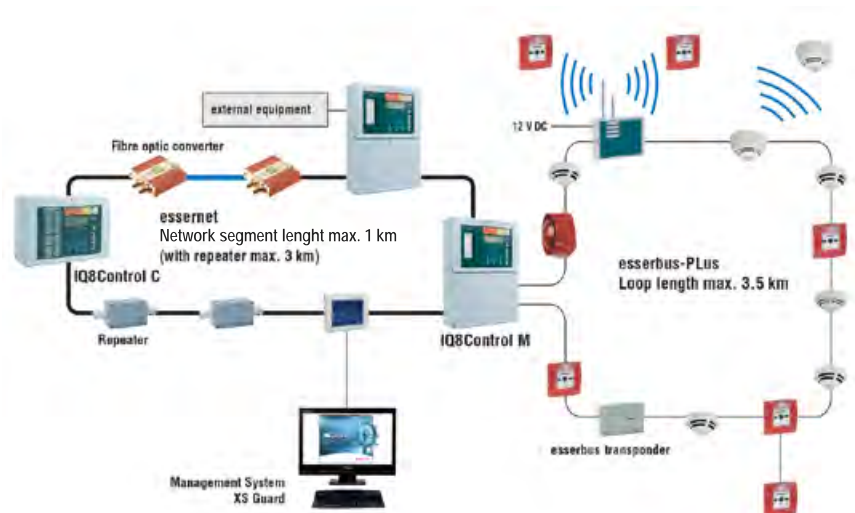 external equipment
12 V DC
Fibre optic converter
essernet
Network segment lenght max. 1 km
(with repeater max. 3 km)
IQ8Control C
esserbus-PLus
Loop length max. 3.5 km
Repeater
IQ8Control M
esserbus transponder
Management System
XS Guard